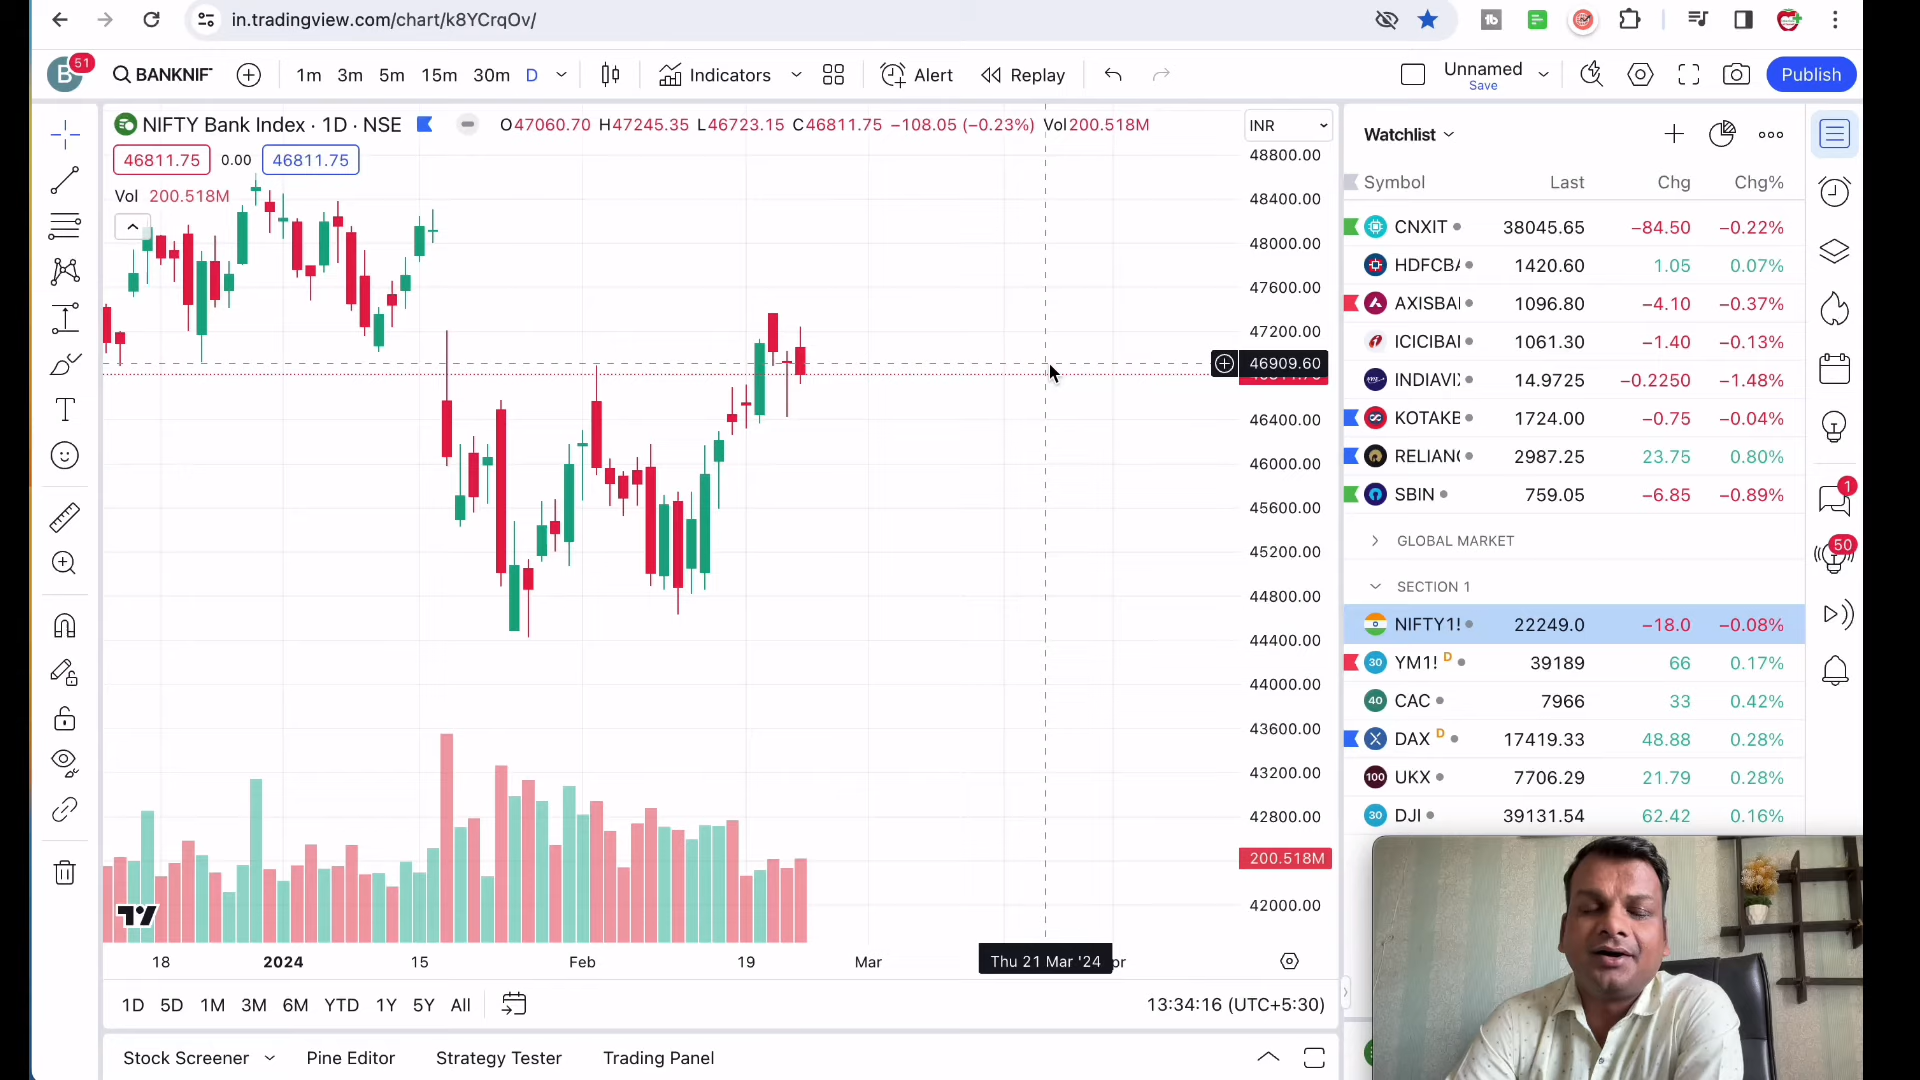 in.tradingview.com/chart/k8YCrqOv/
B 51 BANKNIF 1m 3m 5m 15m 30m D Indicators Alert Replay Unnamed Save Publish
NIFTY Bank Index · 1D · NSE O47060.70 H47245.35 L46723.15 C46811.75 −108.05 (−0.23%) Vol200.518M INR
46811.75 0.00 46811.75
Vol 200.518M
48800.00
48400.00
48000.00
47600.00
47200.00
46909.60
46400.00
46000.00
45600.00
45200.00
44800.00
44400.00
44000.00
43600.00
43200.00
42800.00
200.518M
42000.00
18 2024 15 Feb 19 Mar Thu 21 Mar '24 pr
1D 5D 1M 3M 6M YTD 1Y 5Y All 13:34:16 (UTC+5:30)
Stock Screener Pine Editor Strategy Tester Trading Panel
Watchlist
Symbol Last Chg Chg%
CNXIT 38045.65 −84.50 −0.22%
HDFCBA 1420.60 1.05 0.07%
AXISBAI 1096.80 −4.10 −0.37%
ICICIBAI 1061.30 −1.40 −0.13%
INDIAVI 14.9725 −0.2250 −1.48%
KOTAKB 1724.00 −0.75 −0.04%
RELIAN 2987.25 23.75 0.80%
SBIN 759.05 −6.85 −0.89%
GLOBAL MARKET
SECTION 1
NIFTY1! 22249.0 −18.0 −0.08%
30 YM1! D 39189 66 0.17%
40 CAC 7966 33 0.42%
DAX D 17419.33 48.88 0.28%
100 UKX 7706.29 21.79 0.28%
30 DJI 39131.54 62.42 0.16%
1
50